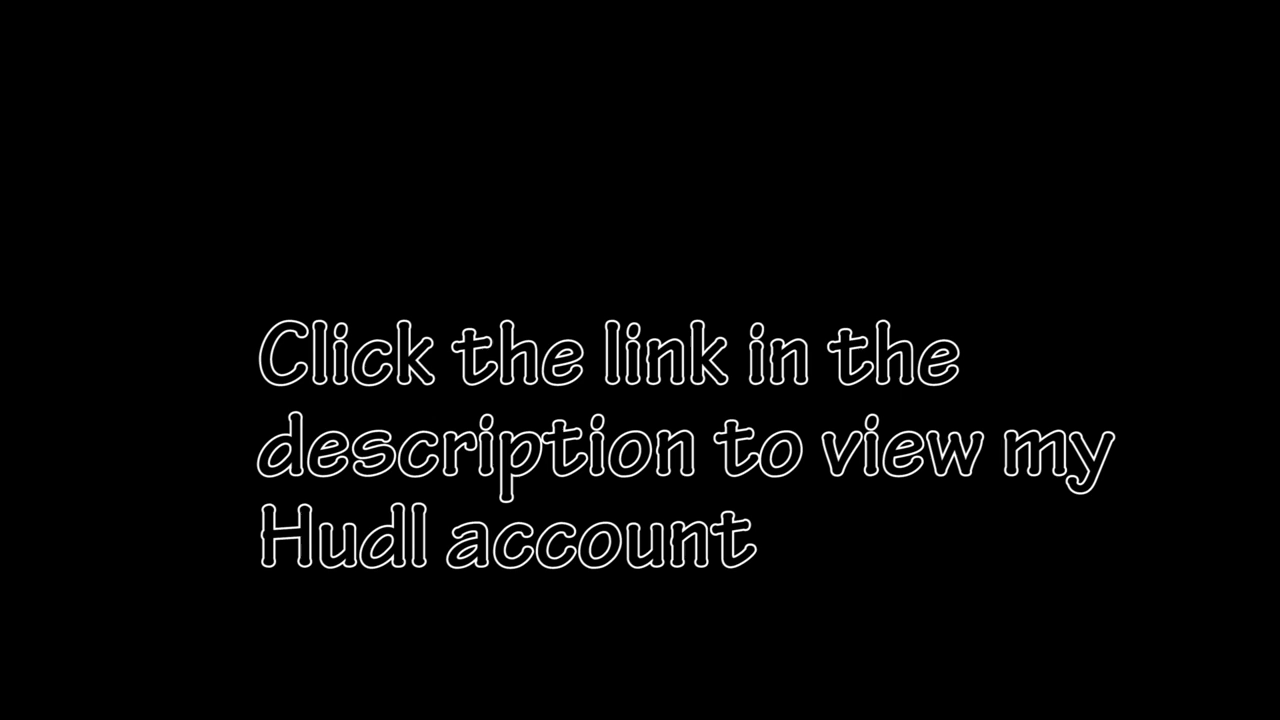 Click the link in the
description to view my
Hudl account